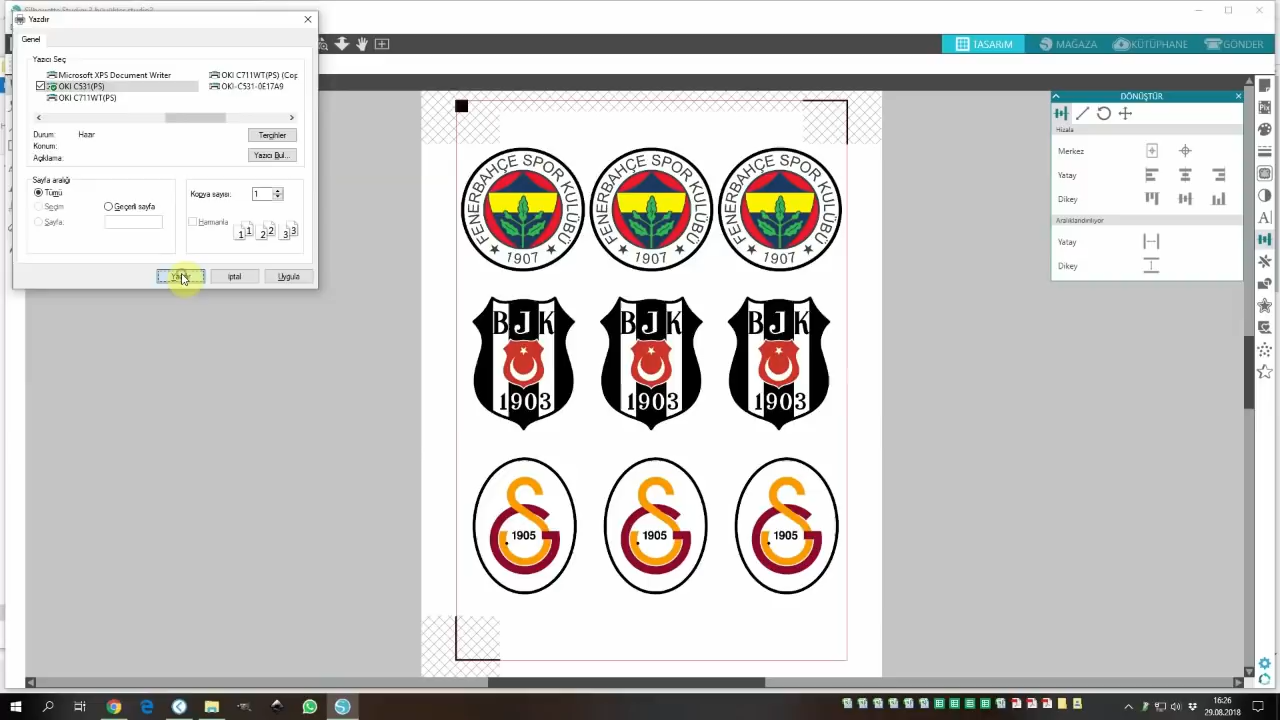 Yazdır
Genel
Yazıcı Seç
Microsoft XPS Document Writer
OKI C711WT(PS) (Cop
OKI C531(PS)
OKI-C531-0E17A9
OKI C711WT(PS)
Durum:
Hazır
Tercihler
Konum:
Açıklama:
Yazıcı Bul...
Sayfa aralığı
Tümü
Kopya sayısı:
1
Seçim
Geçerli sayfa
Harmanla
Sayfa:
1 1 2 2 3 3
İptal
Uygula
TASARIM
MAĞAZA
KÜTÜPHANE
GÖNDER
DÖNÜŞTÜR
Hizala
Merkez
Yatay
Dikey
Aralıklandırılıyor
Yatay
Dikey
FENERBAHÇE SPOR KULÜBÜ
★ 1907 ★
FENERBAHÇE SPOR KULÜBÜ
★ 1907 ★
FENERBAHÇE SPOR KULÜBÜ
★ 1907 ★
BJK
1903
BJK
1903
BJK
1903
1905
1905
1905
16:26
29.08.2018